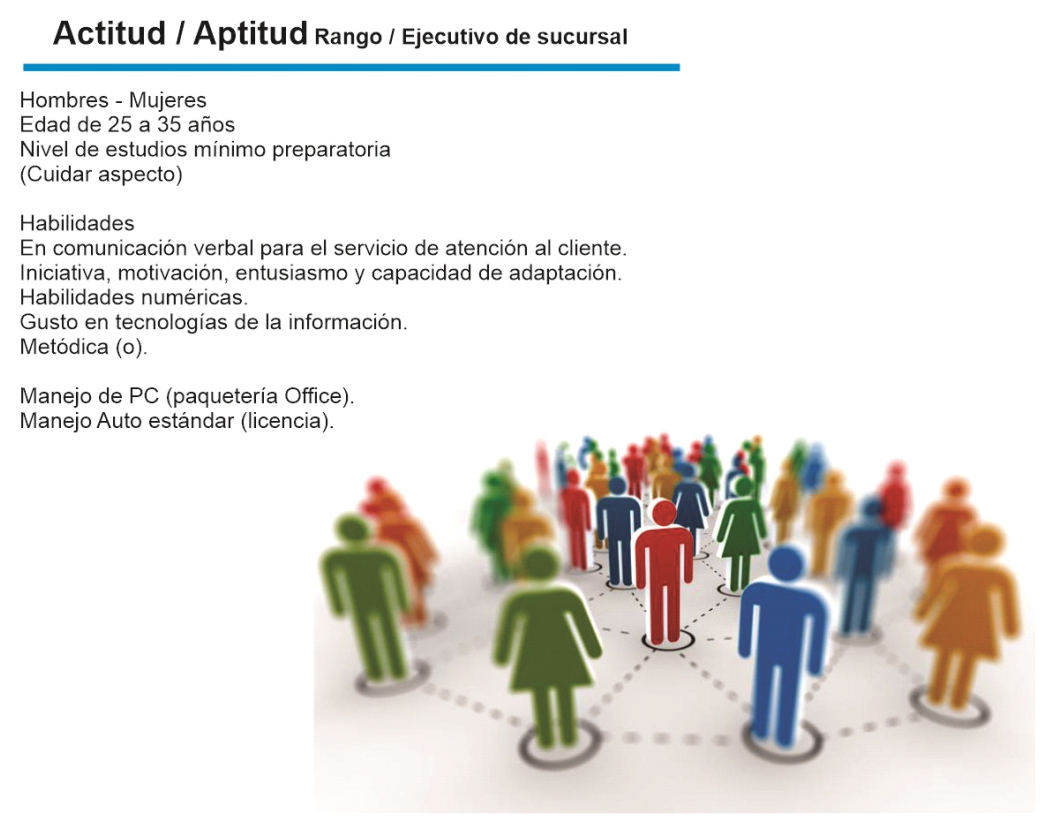 Actitud / Aptitud Rango / Ejecutivo de sucursal
Hombres - Mujeres
Edad de 25 a 35 años
Nivel de estudios mínimo preparatoria
(Cuidar aspecto)
Habilidades
En comunicación verbal para el servicio de atención al cliente.
Iniciativa, motivación, entusiasmo y capacidad de adaptación.
Habilidades numéricas.
Gusto en tecnologías de la información.
Metódica (o).
Manejo de PC (paquetería Office).
Manejo Auto estándar (licencia).